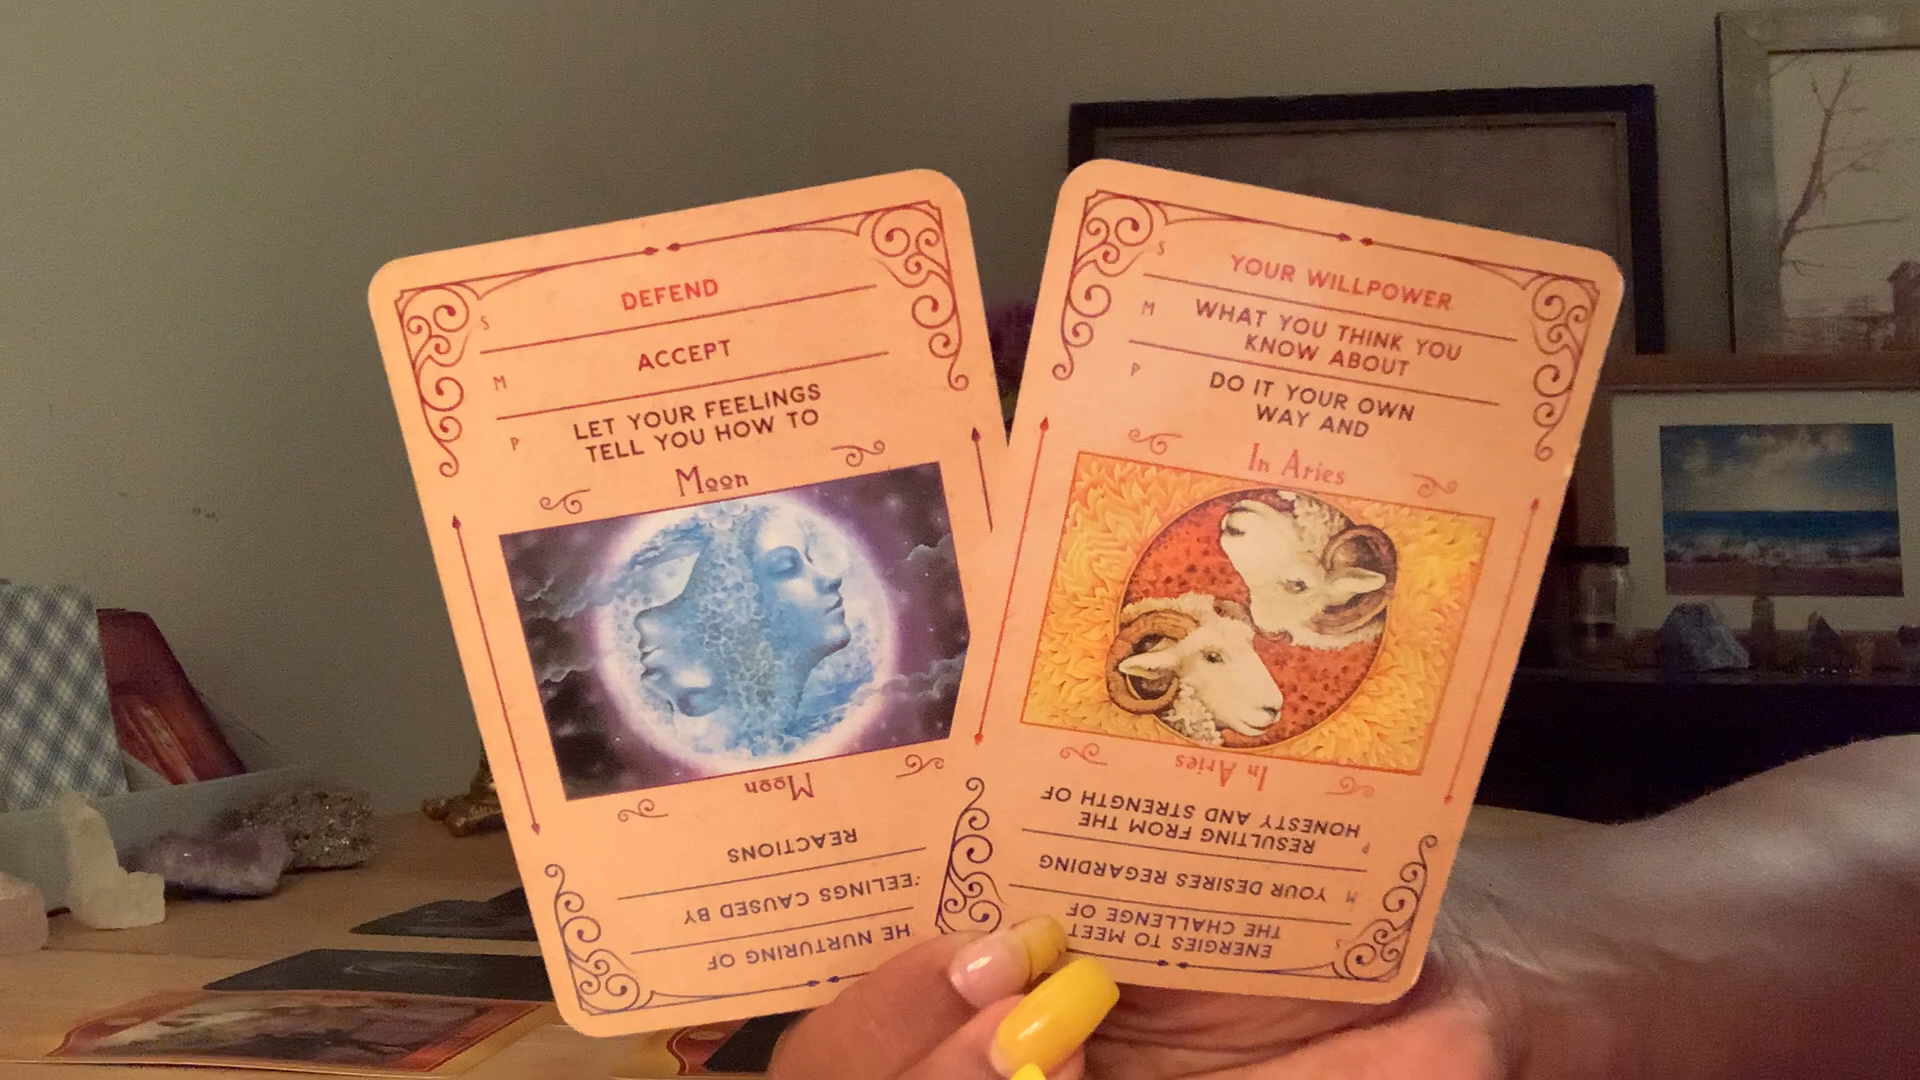 S
DEFEND
M
ACCEPT
P
LET YOUR FEELINGS
TELL YOU HOW TO
Moon
Moon
REACTIONS
EELINGS CAUSED BY
HE NURTURING OF
S
YOUR WILLPOWER
M
WHAT YOU THINK YOU
KNOW ABOUT
P
DO IT YOUR OWN
WAY AND
In Aries
In Aries
P
RESULTING FROM THE
HONESTY AND STRENGTH OF
M
YOUR DESIRES REGARDING
S
ENERGIES TO MEET
THE CHALLENGE OF